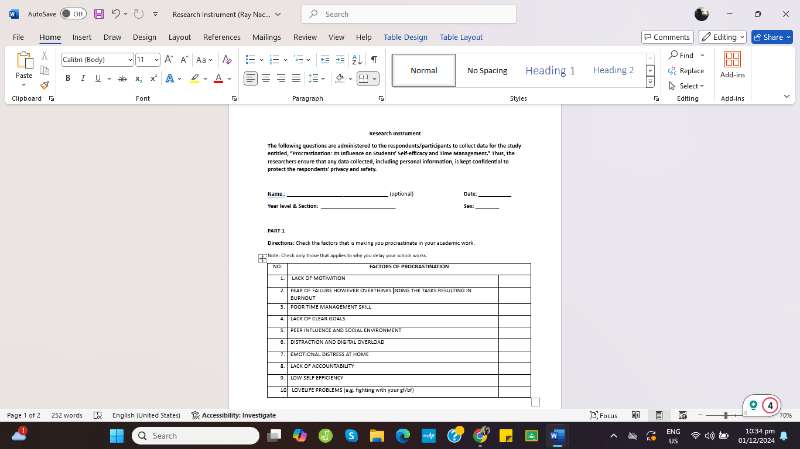 AutoSave Off Research Instrument (Ray Nac... Search
File Home Insert Draw Design Layout References Mailings Review View Help Table Design Table Layout Comments Editing Share
Paste Calibri (Body) 11 Aa Normal No Spacing Heading 1 Heading 2 Find Replace Select Add-ins
Clipboard Font Paragraph Styles Editing Add-ins
Research Instrument
The following questions are administered to the respondents/participants to collect data for the study
entitled, "Procrastination: Its Influence on Students' Self-efficacy and Time Management." Thus, the
researchers ensure that any data collected, including personal information, is kept confidential to
protect the respondents' privacy and safety.
Name: (optional) Date:
Year level & Section: Sex:
PART 1
Directions: Check the factors that is making you procrastinate in your academic work.
Note: Check only those that applies to why you delay your school works.
NO. FACTORS OF PROCRASTINATION
1. LACK OF MOTIVATION
2. FEAR OF FAILURE HOWEVER OVERTHINKS DOING THE TASKS RESULTING IN
BURNOUT
3. POOR TIME MANAGEMENT SKILL
4. LACK OF CLEAR GOALS
5. PEER INFLUENCE AND SOCIAL ENVIRONMENT
6. DISTRACTION AND DIGITAL OVERLOAD
7. EMOTIONAL DISTRESS AT HOME
8. LACK OF ACCOUNTABILITY
9. LOW SELF EFFICIENCY
10. LOVELIFE PROBLEMS (e.g. fighting with your gf/bf)
4
Page 1 of 2 252 words English (United States) Accessibility: Investigate Focus 70%
Search ENG US 10:34 pm 01/12/2024